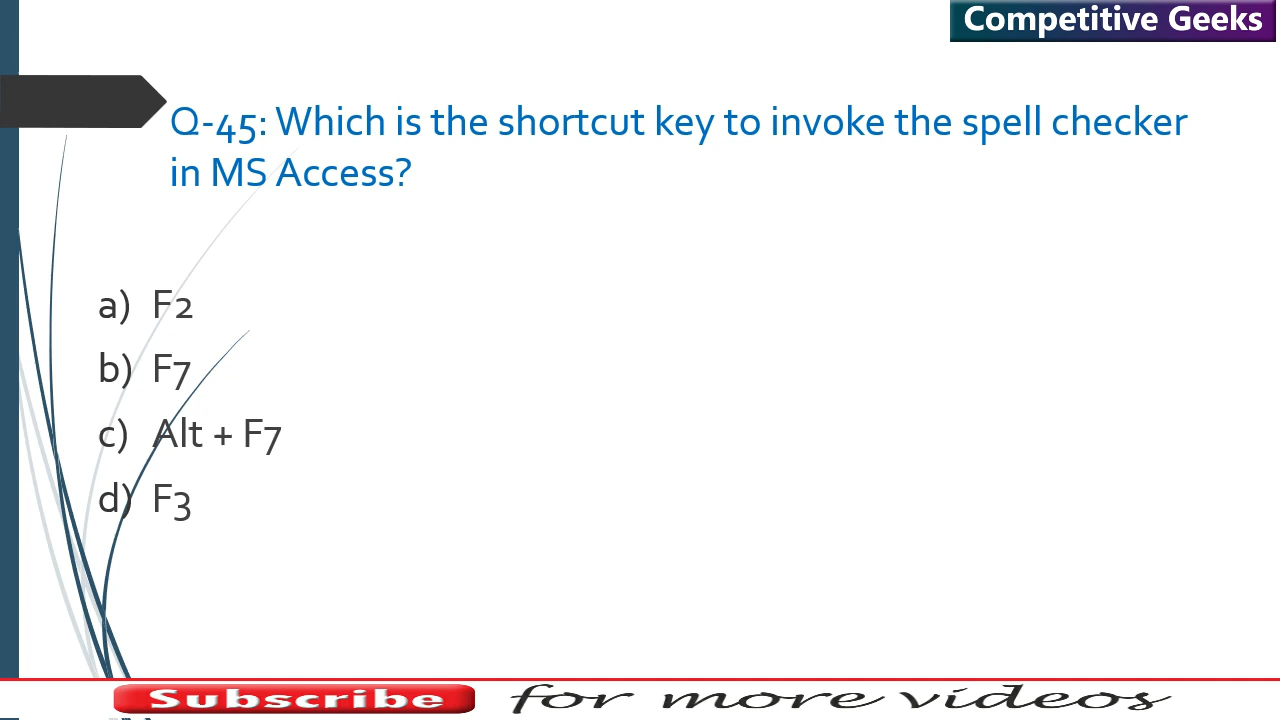 Competitive Geeks
Q-45: Which is the shortcut key to invoke the spell checker
in MS Access?
a) F2
b) F7
c) Alt + F7
d) F3
Subscribe for more videos